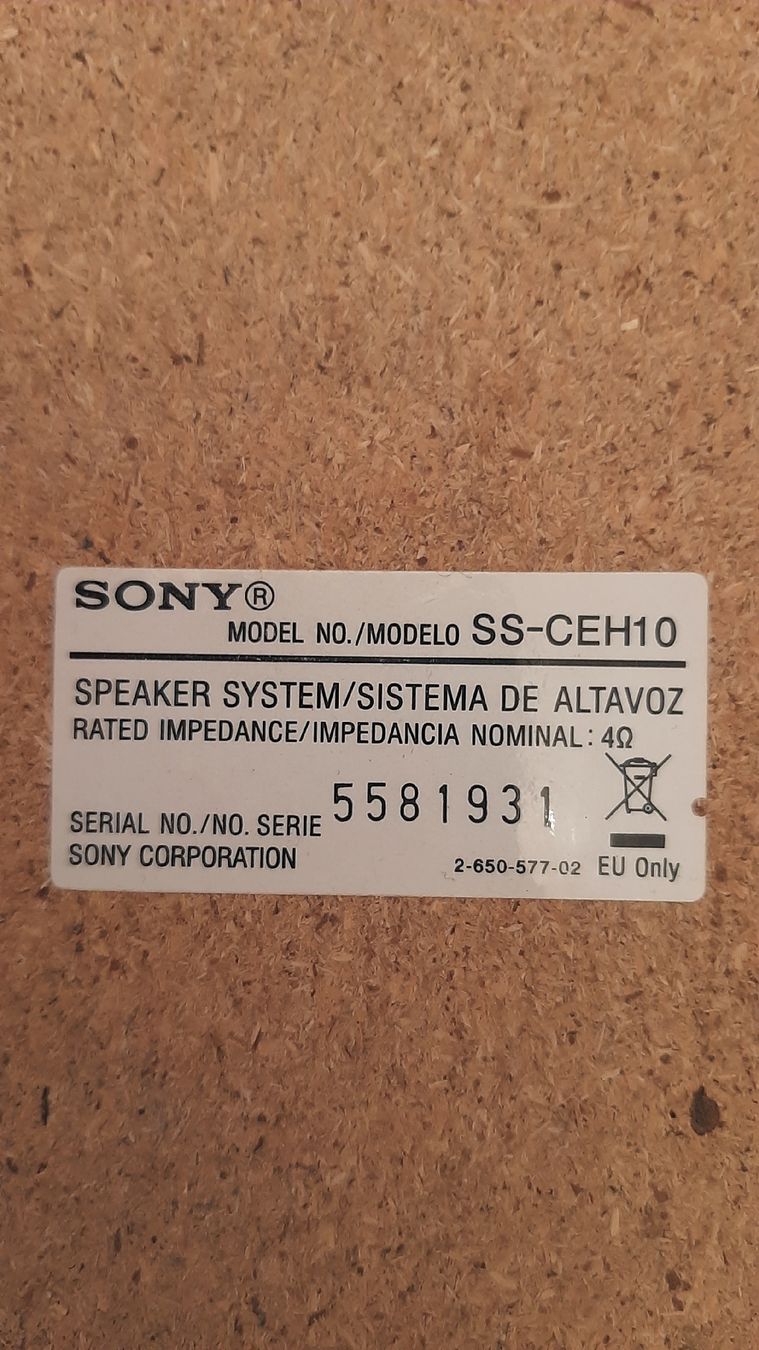 SONY®
MODEL NO./MODELO SS-CEH10
SPEAKER SYSTEM/SISTEMA DE ALTAVOZ
RATED IMPEDANCE/IMPEDANCIA NOMINAL: 4Ω
SERIAL NO./NO. SERIE 5581931
SONY CORPORATION 2-650-577-02 EU Only